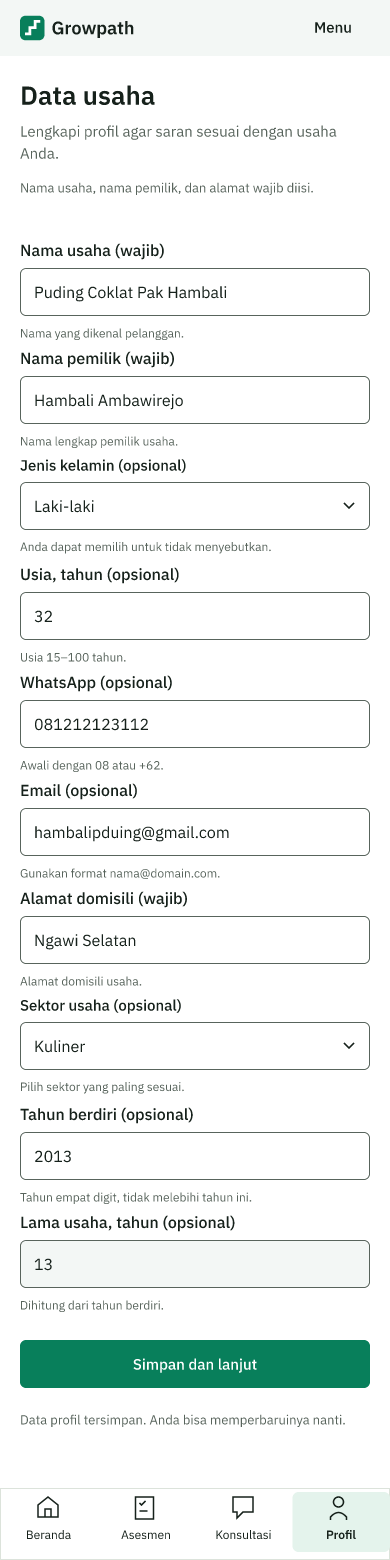 Growpath
Menu
Data usaha
Lengkapi profil agar saran sesuai dengan usaha
Anda.
Nama usaha, nama pemilik, dan alamat wajib diisi.
Nama usaha (wajib)
Puding Coklat Pak Hambali
Nama yang dikenal pelanggan.
Nama pemilik (wajib)
Hambali Ambawirejo
Nama lengkap pemilik usaha.
Jenis kelamin (opsional)
Laki-laki
Anda dapat memilih untuk tidak menyebutkan.
Usia, tahun (opsional)
32
Usia 15–100 tahun.
WhatsApp (opsional)
081212123112
Awali dengan 08 atau +62.
Email (opsional)
hambalipduing@gmail.com
Gunakan format nama@domain.com.
Alamat domisili (wajib)
Ngawi Selatan
Alamat domisili usaha.
Sektor usaha (opsional)
Kuliner
Pilih sektor yang paling sesuai.
Tahun berdiri (opsional)
2013
Tahun empat digit, tidak melebihi tahun ini.
Lama usaha, tahun (opsional)
13
Dihitung dari tahun berdiri.
Simpan dan lanjut
Data profil tersimpan. Anda bisa memperbaruinya nanti.
Beranda
Asesmen
Konsultasi
Profil